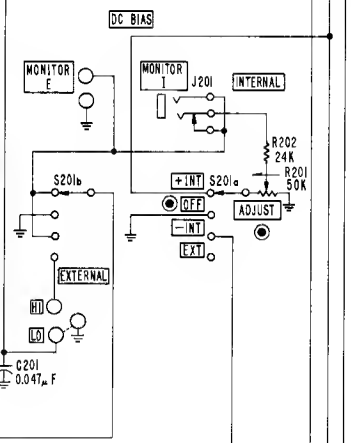 DC BIAS
MONITOR
E
MONITOR
I
J201
INTERNAL
R202
24K
R201
50K
S201b
+INT
S201a
OFF
ADJUST
-INT
EXT
EXTERNAL
HI
LO
C201
0.047µF